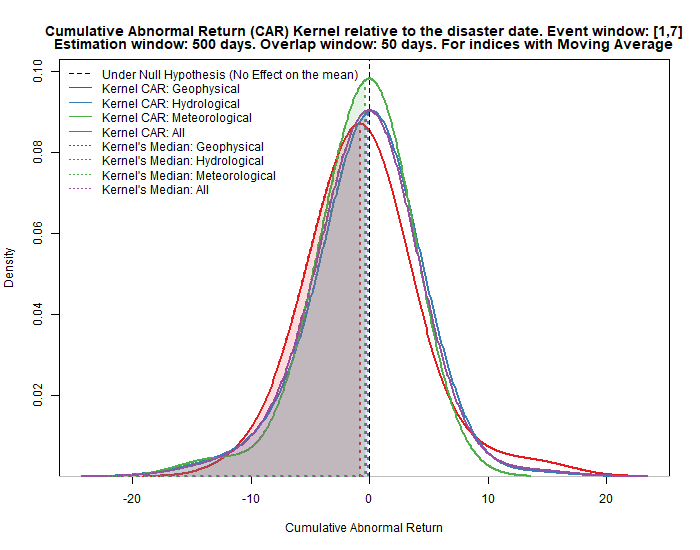 Cumulative Abnormal Return (CAR) Kernel relative to the disaster date. Event window: [1,7]
Estimation window: 500 days. Overlap window: 50 days. For indices with Moving Average
Under Null Hypothesis (No Effect on the mean)
Kernel CAR: Geophysical
Kernel CAR: Hydrological
Kernel CAR: Meteorological
Kernel CAR: All
Kernel's Median: Geophysical
Kernel's Median: Hydrological
Kernel's Median: Meteorological
Kernel's Median: All
Density
0.10
0.08
0.06
0.04
0.02
-20
-10
0
10
20
Cumulative Abnormal Return